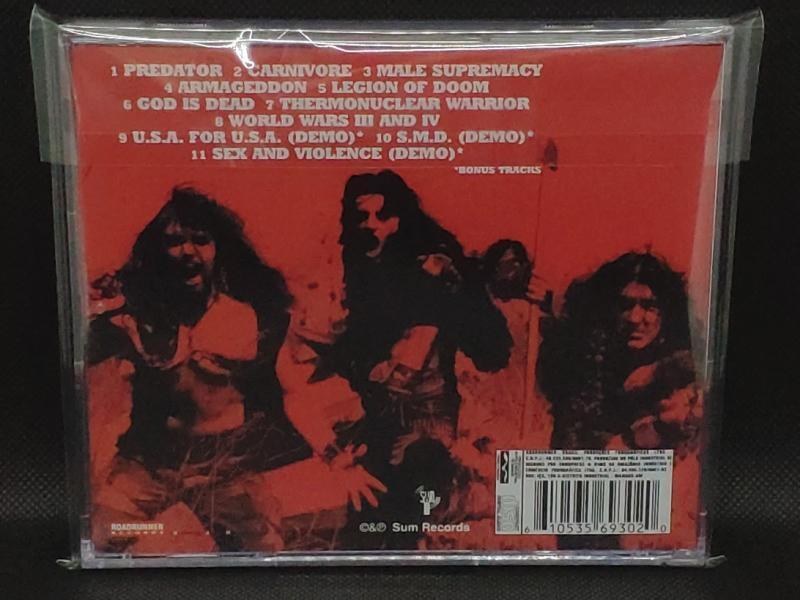 1 PREDATOR 2 CARNIVORE 3 MALE SUPREMACY
4 ARMAGEDDON 5 LEGION OF DOOM
6 GOD IS DEAD 7 THERMONUCLEAR WARRIOR
8 WORLD WARS III AND IV
9 U.S.A. FOR U.S.A. (DEMO)* 10 S.M.D. (DEMO)*
11 SEX AND VIOLENCE (DEMO)*
*BONUS TRACKS
SUM
©&℗ Sum Records
ROADRUNNER
RECORDS
6 10535 69302 0